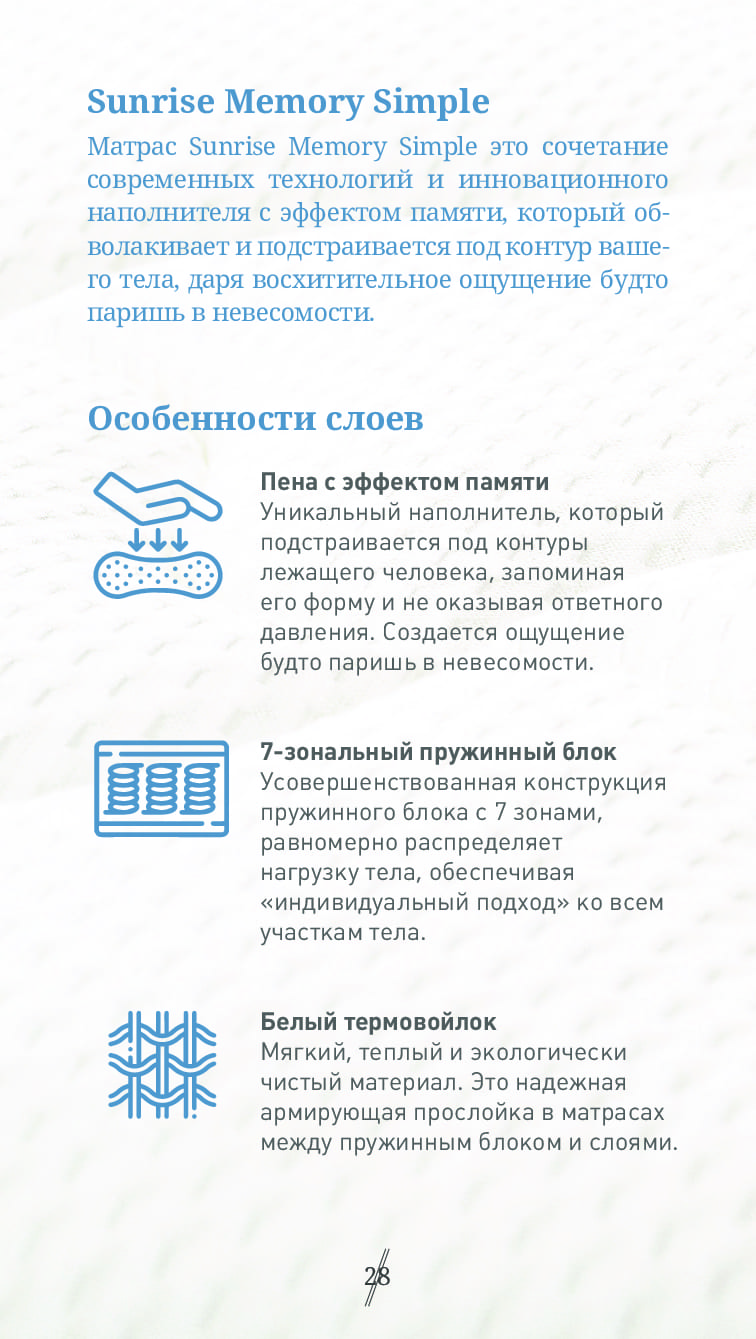 Sunrise Memory Simple
Матрас Sunrise Memory Simple это сочетание
современных технологий и инновационного
наполнителя с эффектом памяти, который об-
волакивает и подстраивается под контур ваше-
го тела, даря восхитительное ощущение будто
паришь в невесомости.
Особенности слоев
Пена с эффектом памяти
Уникальный наполнитель, который
подстраивается под контуры
лежащего человека, запоминая
его форму и не оказывая ответного
давления. Создается ощущение
будто паришь в невесомости.
7-зональный пружинный блок
Усовершенствованная конструкция
пружинного блока с 7 зонами,
равномерно распределяет
нагрузку тела, обеспечивая
«индивидуальный подход» ко всем
участкам тела.
Белый термовойлок
Мягкий, теплый и экологически
чистый материал. Это надежная
армирующая прослойка в матрасах
между пружинным блоком и слоями.
28